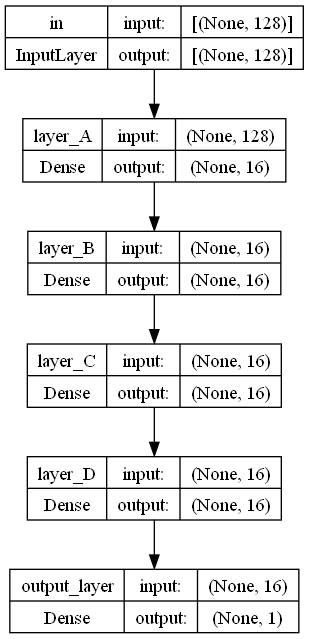 in input: [(None, 128)]
InputLayer output: [(None, 128)]
layer_A input: (None, 128)
Dense output: (None, 16)
layer_B input: (None, 16)
Dense output: (None, 16)
layer_C input: (None, 16)
Dense output: (None, 16)
layer_D input: (None, 16)
Dense output: (None, 16)
output_layer input: (None, 16)
Dense output: (None, 1)